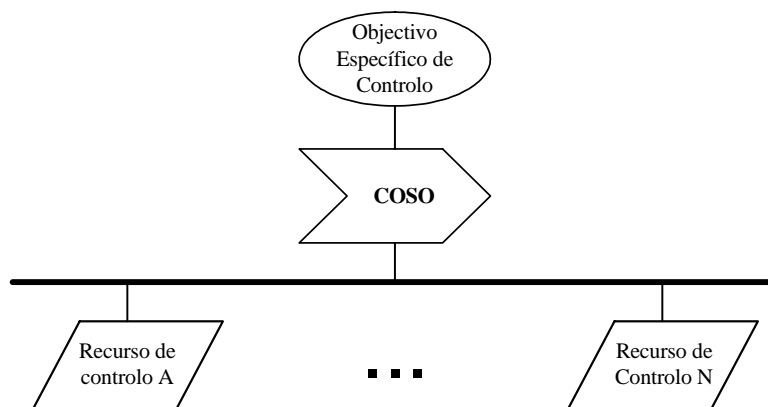 Objectivo
Específico de
Controlo
COSO
Recurso de
controlo A
...
Recurso de
Controlo N